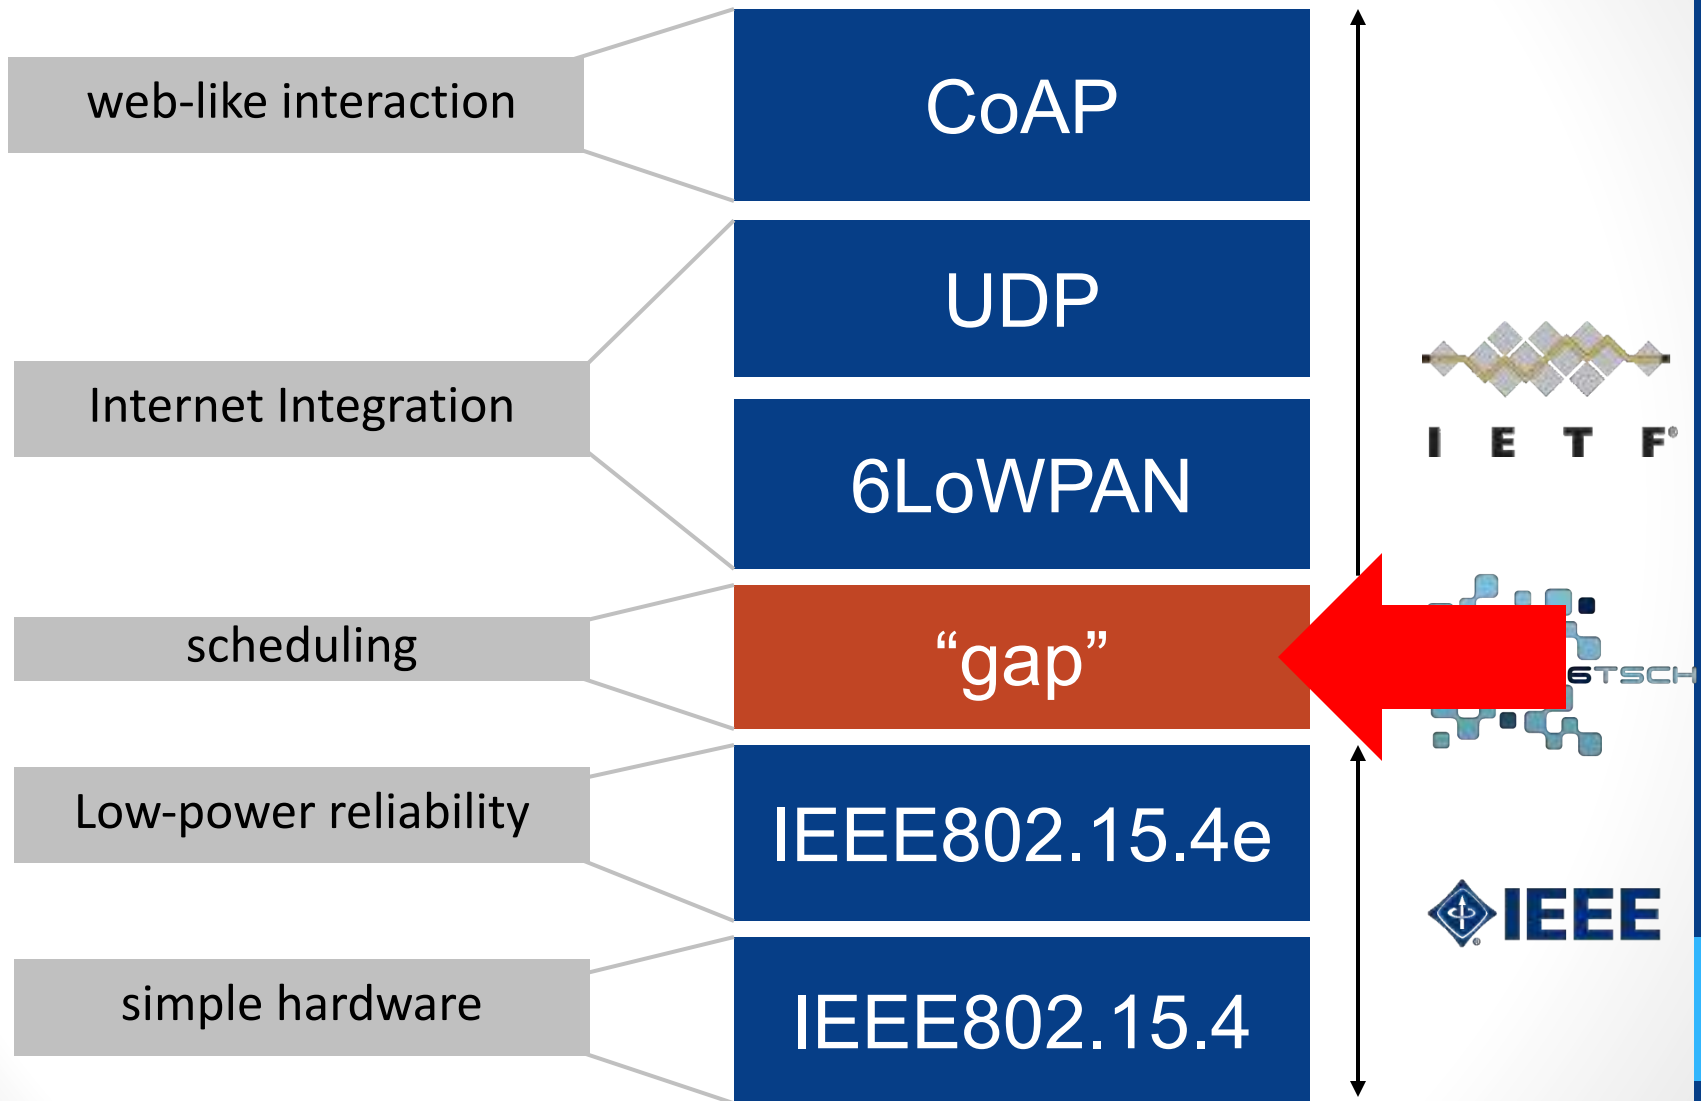 web-like interaction
CoAP
UDP
Internet Integration
6LoWPAN
I E T F®
scheduling
“gap”
6TSCH
Low-power reliability
IEEE802.15.4e
IEEE
simple hardware
IEEE802.15.4